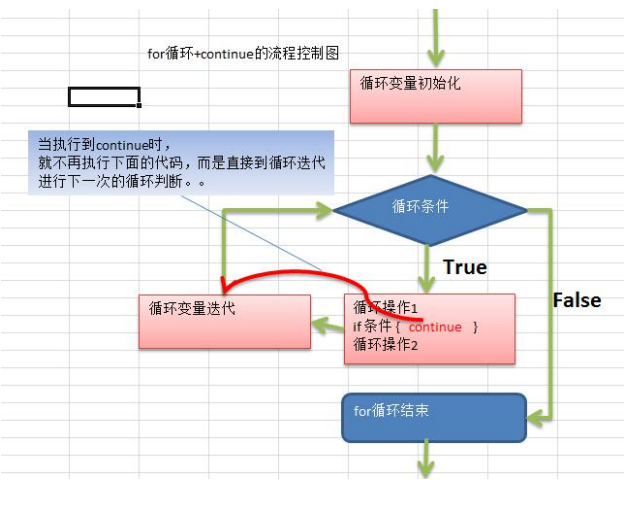 for循环+continue的流程控制图
循环变量初始化
当执行到continue时，
就不再执行下面的代码，而是直接到循环迭代
进行下一次的循环判断。。
循环条件
True
False
循环变量迭代
循环操作1
if 条件 { continue }
循环操作2
for循环结束